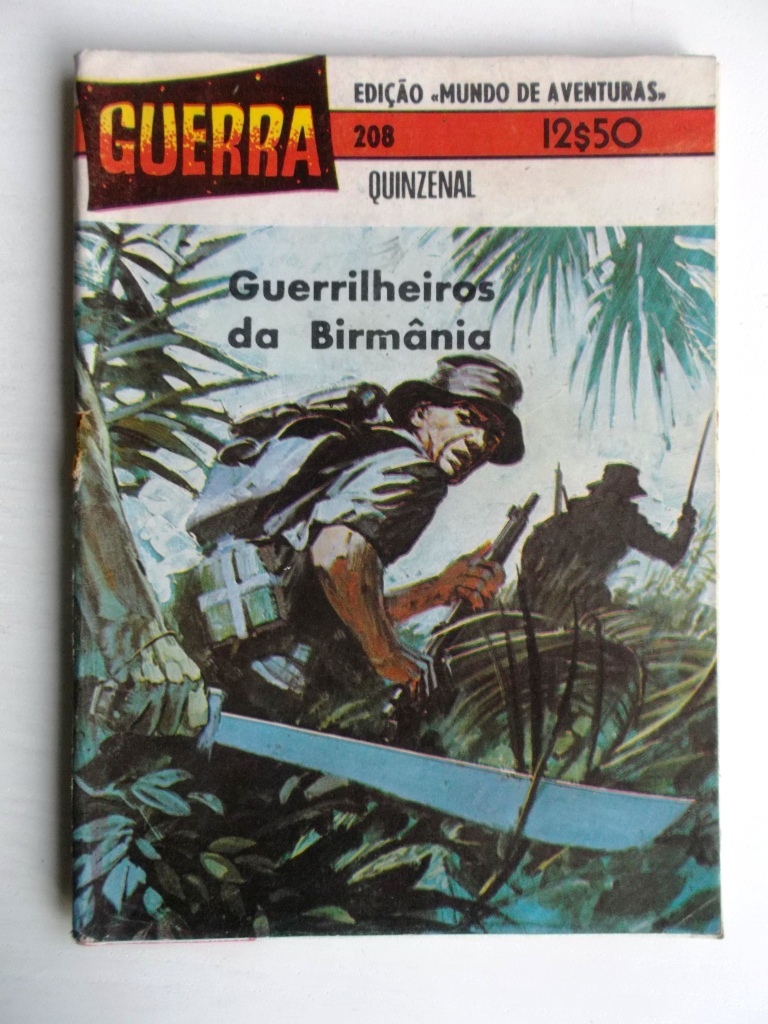 GUERRA
EDIÇÃO «MUNDO DE AVENTURAS»
208 12$50
QUINZENAL
Guerrilheiros
da Birmânia